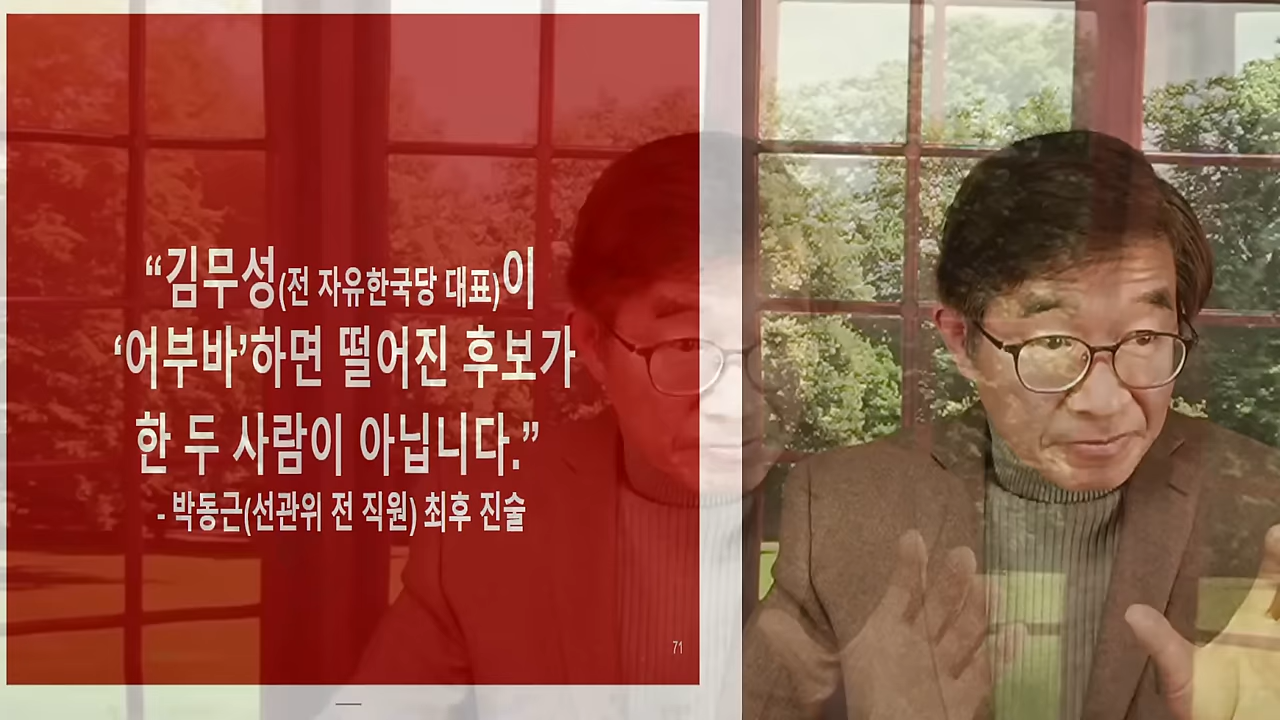 “김무성(전 자유한국당 대표)이
‘어부바’하면 떨어진 후보가
한 두 사람이 아닙니다.”
- 박동근(선관위 전 직원) 최후 진술
71